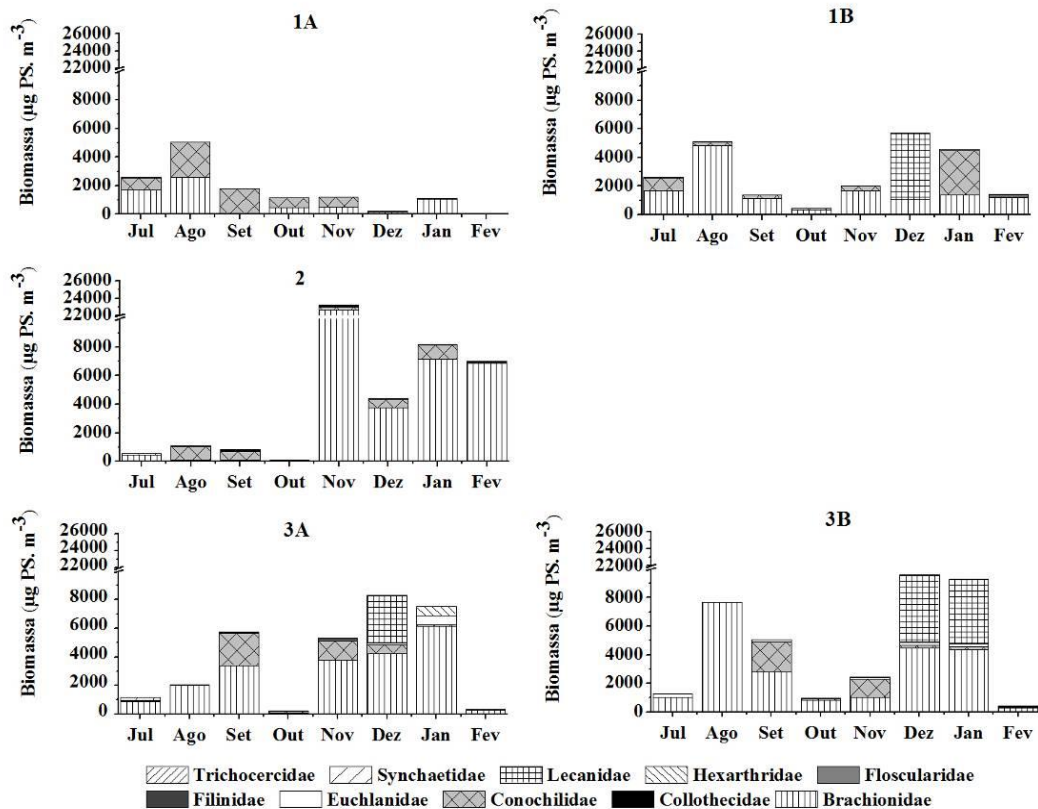 1A
Biomassa (µg PS. m⁻³)
26000
24000
22000
8000
6000
4000
2000
0
Jul Ago Set Out Nov Dez Jan Fev
1B
Biomassa (µg PS. m⁻³)
26000
24000
22000
8000
6000
4000
2000
0
Jul Ago Set Out Nov Dez Jan Fev
2
Biomassa (µg PS. m⁻³)
26000
24000
22000
8000
6000
4000
2000
0
Jul Ago Set Out Nov Dez Jan Fev
3A
Biomassa (µg PS. m⁻³)
26000
24000
22000
8000
6000
4000
2000
0
Jul Ago Set Out Nov Dez Jan Fev
3B
Biomassa (µg PS. m⁻³)
26000
24000
22000
8000
6000
4000
2000
0
Jul Ago Set Out Nov Dez Jan Fev
Trichocercidae Synchaetidae Lecanidae Hexarthridae Floscularidae
Filinidae Euchlanidae Conochilidae Collothecidae Brachionidae